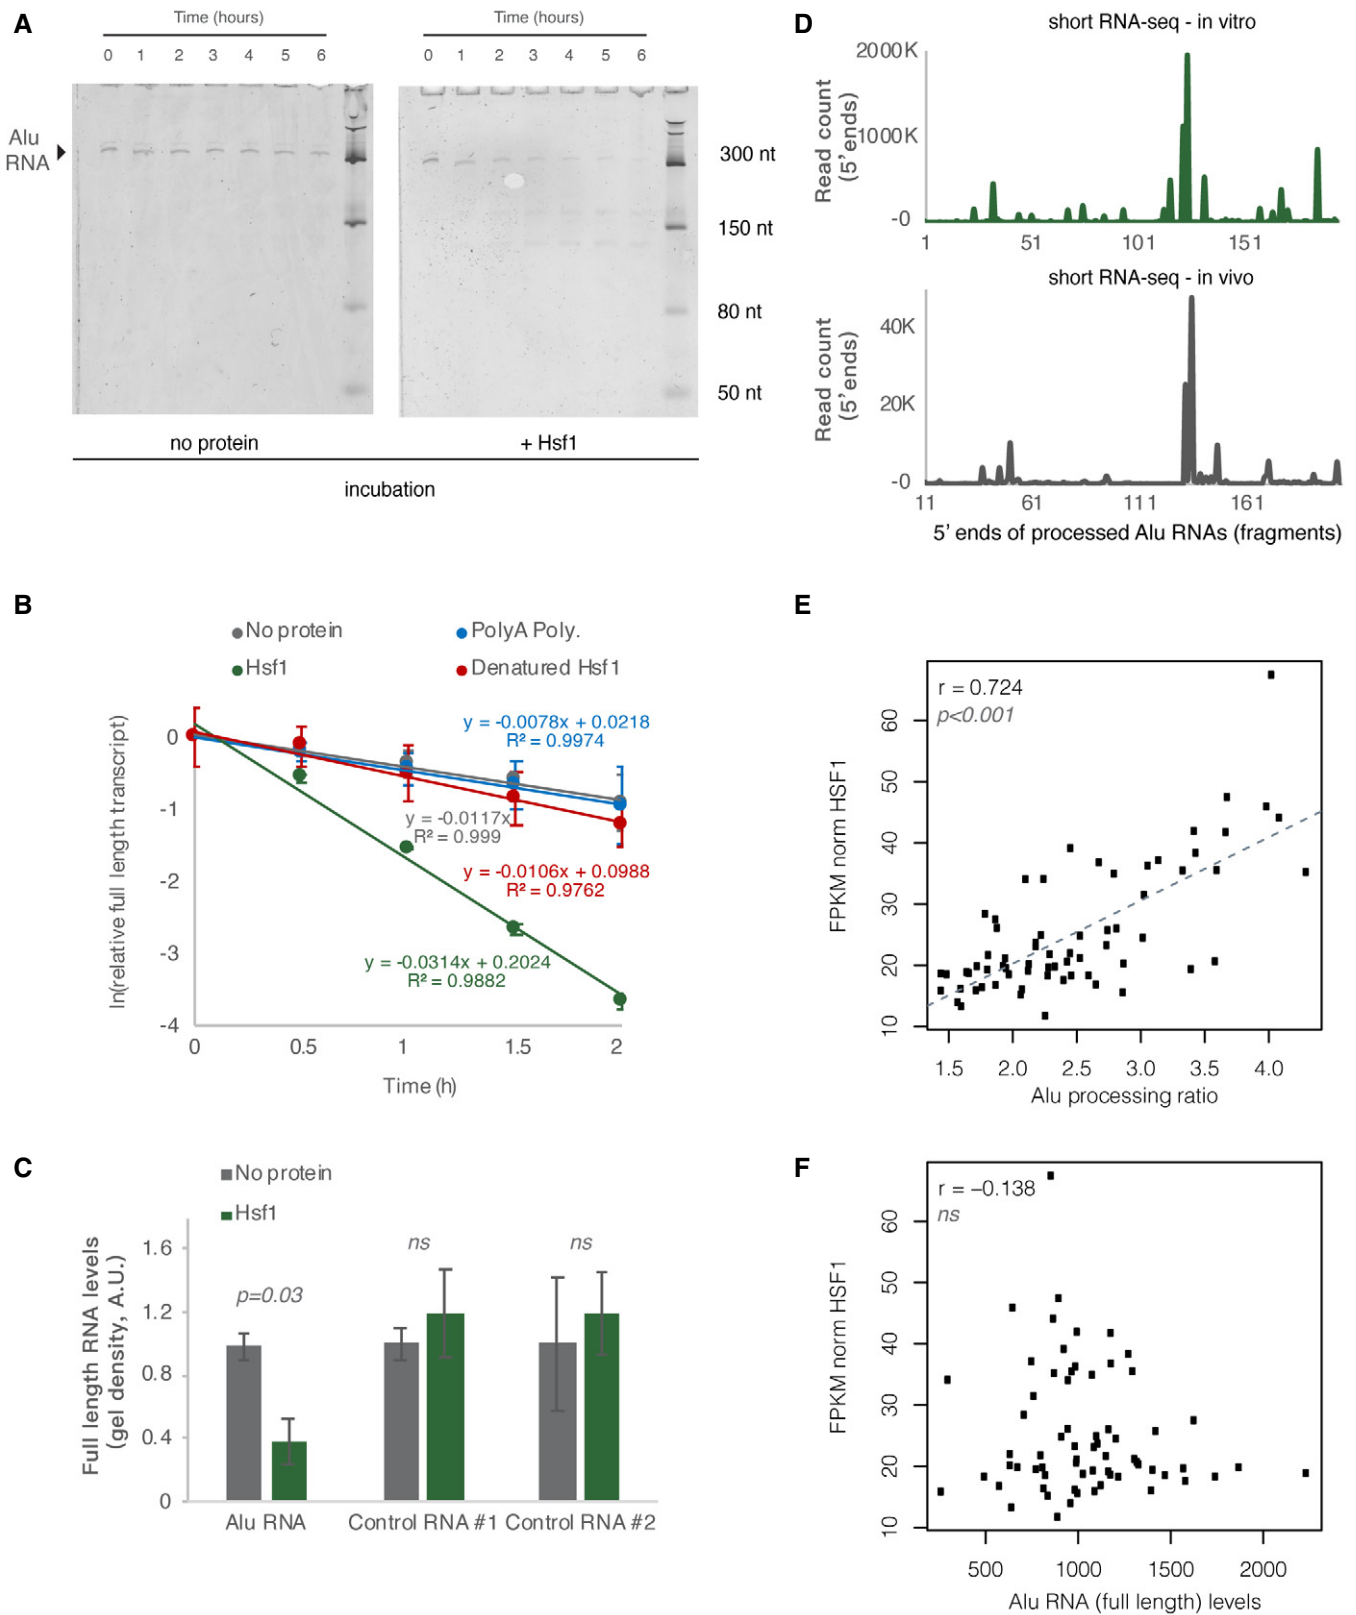 A
Time (hours)
0 1 2 3 4 5 6
Time (hours)
0 1 2 3 4 5 6
Alu
RNA
300 nt
150 nt
80 nt
50 nt
no protein
+ Hsf1
incubation
D
short RNA-seq - in vitro
Read count
(5' ends)
2000K
1000K
-0
1 51 101 151
short RNA-seq - in vivo
Read count
(5' ends)
40K
20K
-0
11 61 111 161
5' ends of processed Alu RNAs (fragments)
B
No protein
PolyA Poly.
Hsf1
Denatured Hsf1
ln(relative full length transcript)
0
-1
-2
-3
-4
y = -0.0078x + 0.0218
R² = 0.9974
y = -0.0117x
R² = 0.999
y = -0.0106x + 0.0988
R² = 0.9762
y = -0.0314x + 0.2024
R² = 0.9882
0 0.5 1 1.5 2
Time (h)
E
r = 0.724
p<0.001
FPKM norm HSF1
60
50
40
30
20
10
1.5 2.0 2.5 3.0 3.5 4.0
Alu processing ratio
C
No protein
Hsf1
Full length RNA levels
(gel density, A.U.)
1.6
1.2
0.8
0.4
0
p=0.03
ns
ns
Alu RNA
Control RNA #1
Control RNA #2
F
r = −0.138
ns
FPKM norm HSF1
60
50
40
30
20
10
500 1000 1500 2000
Alu RNA (full length) levels